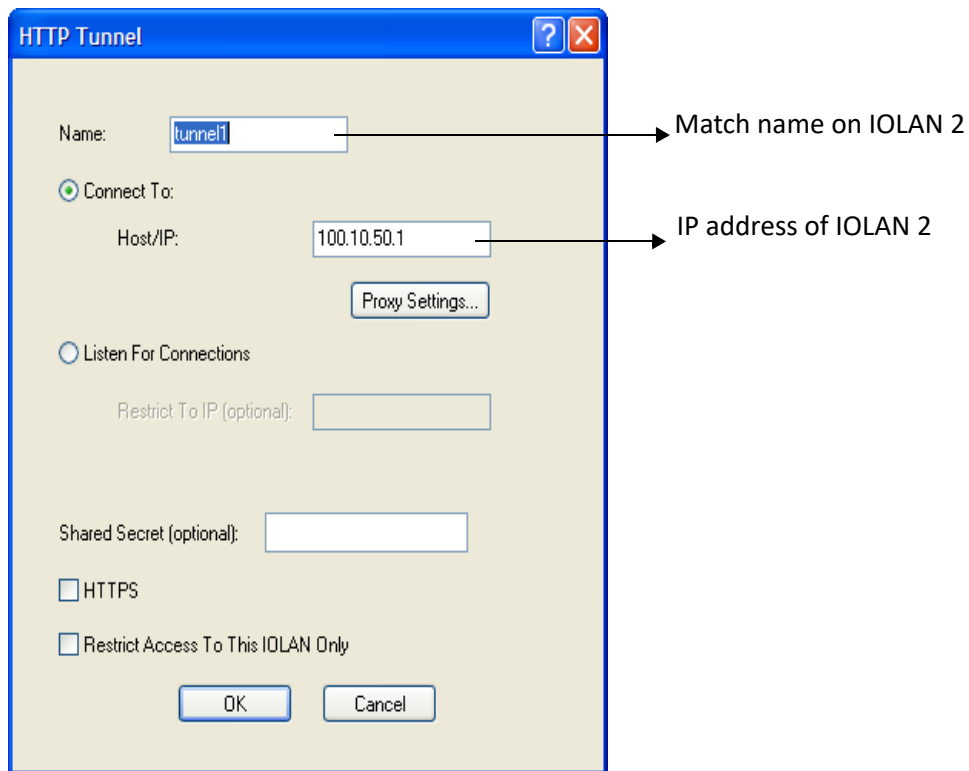 HTTP Tunnel
Name: tunnel1 Match name on IOLAN 2
Connect To:
Host/IP: 100.10.50.1 IP address of IOLAN 2
Proxy Settings...
Listen For Connections
Restrict To IP (optional):
Shared Secret (optional):
HTTPS
Restrict Access To This IOLAN Only
OK Cancel